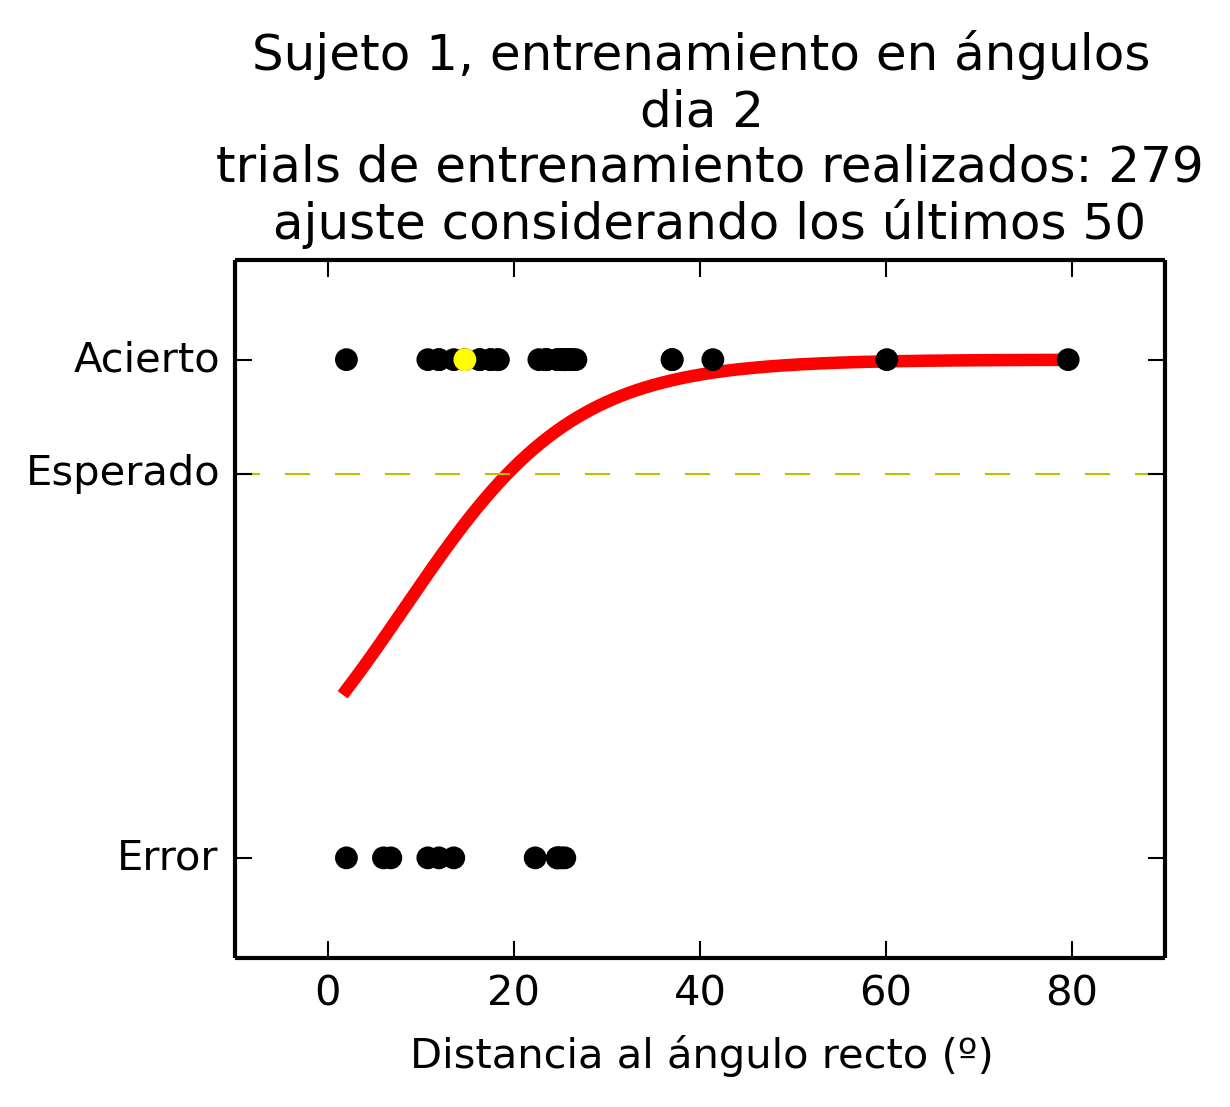 Sujeto 1, entrenamiento en ángulos
dia 2
trials de entrenamiento realizados: 279
ajuste considerando los últimos 50
Acierto
Esperado
Error
0 20 40 60 80
Distancia al ángulo recto (º)